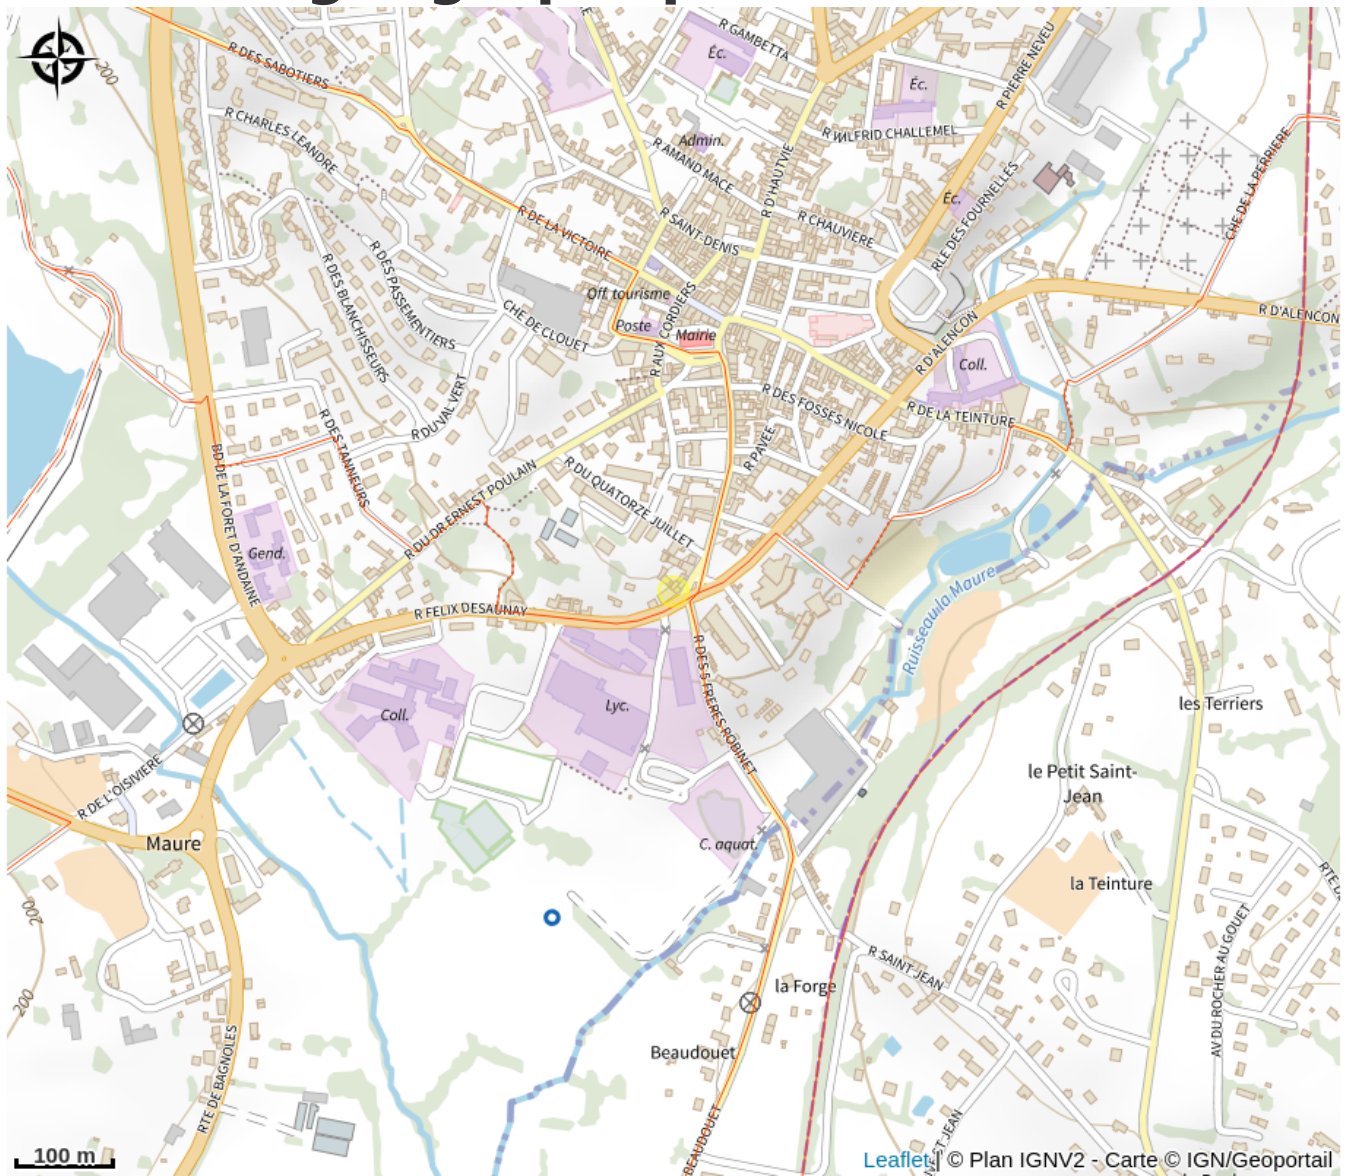 R GAMBETTA
R DES SABOTIERS
200
Éc.
Éc.
R PIERRE NEVEU
R CHARLES LEANDRE
Admin.
R WILFRID CHALLEMEL
R AMAND MACE
R D'HAUTVIE
CHE DE LA PERRIERE
Éc.
RLE DES FOURNELLES
R SAINT-DENIS
R CHAUVIERE
R DE LA VICTOIRE
R DES PASSEMENTIERS
R DES BLANCHISSEURS
Off. tourisme
R AUX CORDIERS
CHE DE CLOUET
Poste
Mairie
R D'ALENCON
R D'ALENCON
Coll.
R DU VAL VERT
R DES FOSSES NICOLE
R DE LA TEINTURE
R DES TANNEURS
R PAVEE
BD DE LA FORET D'ANDAINE
R DU DR ERNEST POULAIN
R DU QUATORZE JUILLET
Gend.
Ruisseau la Maure
R FELIX DESAUNAY
R DES 5 FRERES ROBINET
Coll.
Lyc.
les Terriers
R DE L'OISIVIERE
le Petit Saint-
Jean
Maure
C. aquat.
la Teinture
200
AV DU ROCHER AU GOUET
R SAINT-JEAN
200
la Forge
Beaudouet
RTE DE BAGNOLES
BEAUDOUET
100 m
Leaflet | © Plan IGNV2 - Carte © IGN/Geoportail